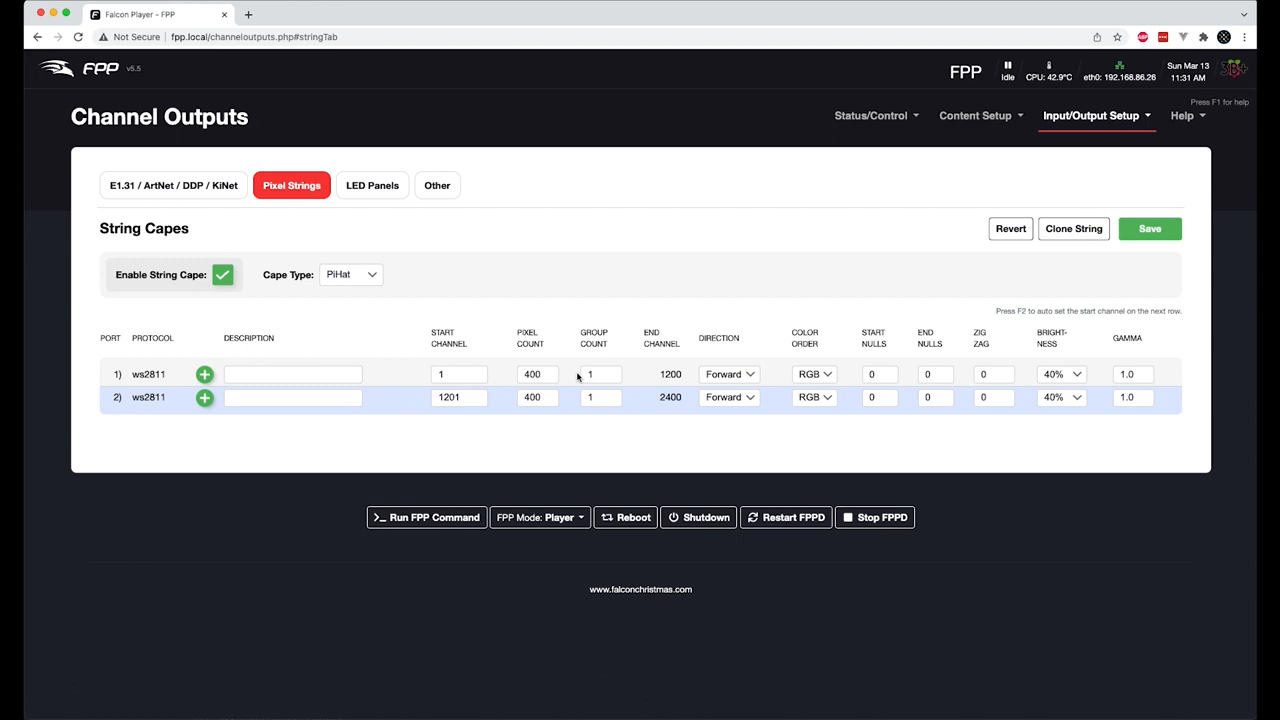 Falcon Player – FPP
Not Secure | fpp.local/channeloutputs.php#stringTab
ABP
FPP v5.5
FPP
Idle
CPU: 42.9°C
eth0: 192.168.86.26
Sun Mar 13
11:31 AM
3B+
Press F1 for help
Channel Outputs
Status/Control
Content Setup
Input/Output Setup
Help
E1.31 / ArtNet / DDP / KiNet
Pixel Strings
LED Panels
Other
String Capes
Revert
Clone String
Save
Enable String Cape:
Cape Type: PiHat
Press F2 to auto set the start channel on the next row.
PORT PROTOCOL DESCRIPTION START CHANNEL PIXEL COUNT GROUP COUNT END CHANNEL DIRECTION COLOR ORDER START NULLS END NULLS ZIG ZAG BRIGHT-NESS GAMMA
1) ws2811 1 400 1 1200 Forward RGB 0 0 0 40% 1.0
2) ws2811 1201 400 1 2400 Forward RGB 0 0 0 40% 1.0
>_ Run FPP Command
FPP Mode: Player
Reboot
Shutdown
Restart FPPD
Stop FPPD
www.falconchristmas.com